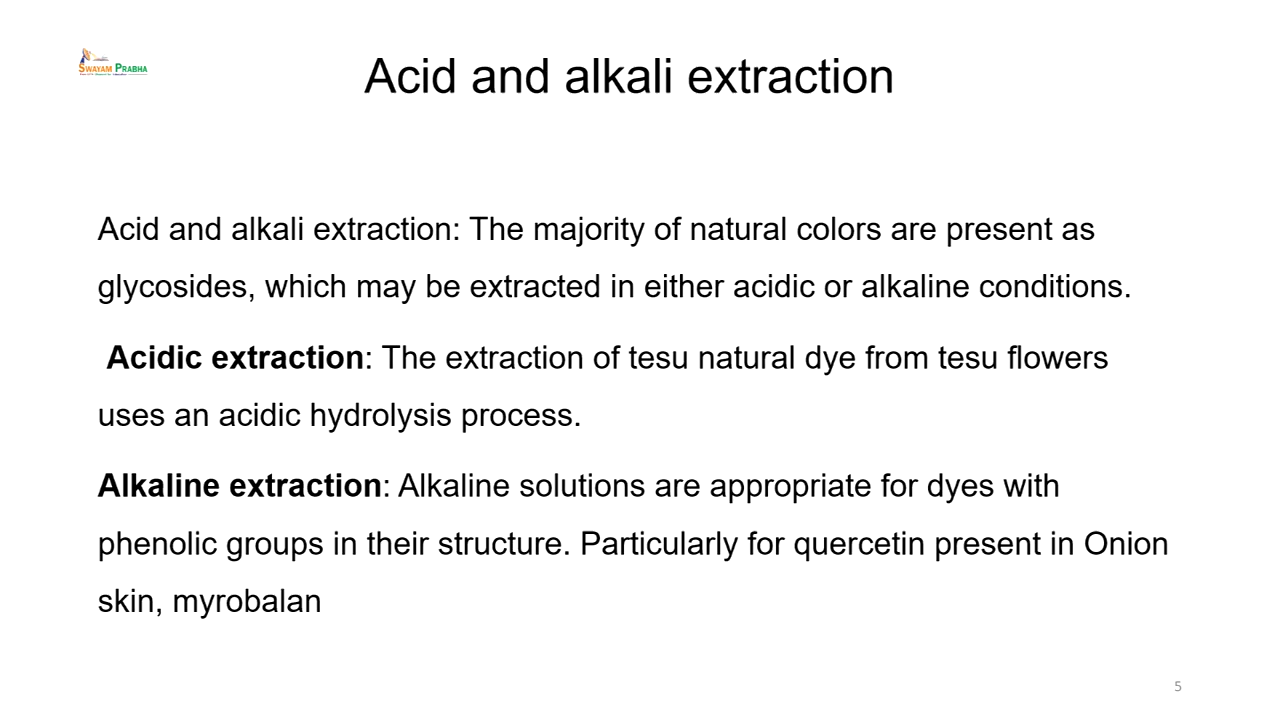 SWAYAM PRABHA
Acid and alkali extraction
Acid and alkali extraction: The majority of natural colors are present as
glycosides, which may be extracted in either acidic or alkaline conditions.
Acidic extraction: The extraction of tesu natural dye from tesu flowers
uses an acidic hydrolysis process.
Alkaline extraction: Alkaline solutions are appropriate for dyes with
phenolic groups in their structure. Particularly for quercetin present in Onion
skin, myrobalan
5